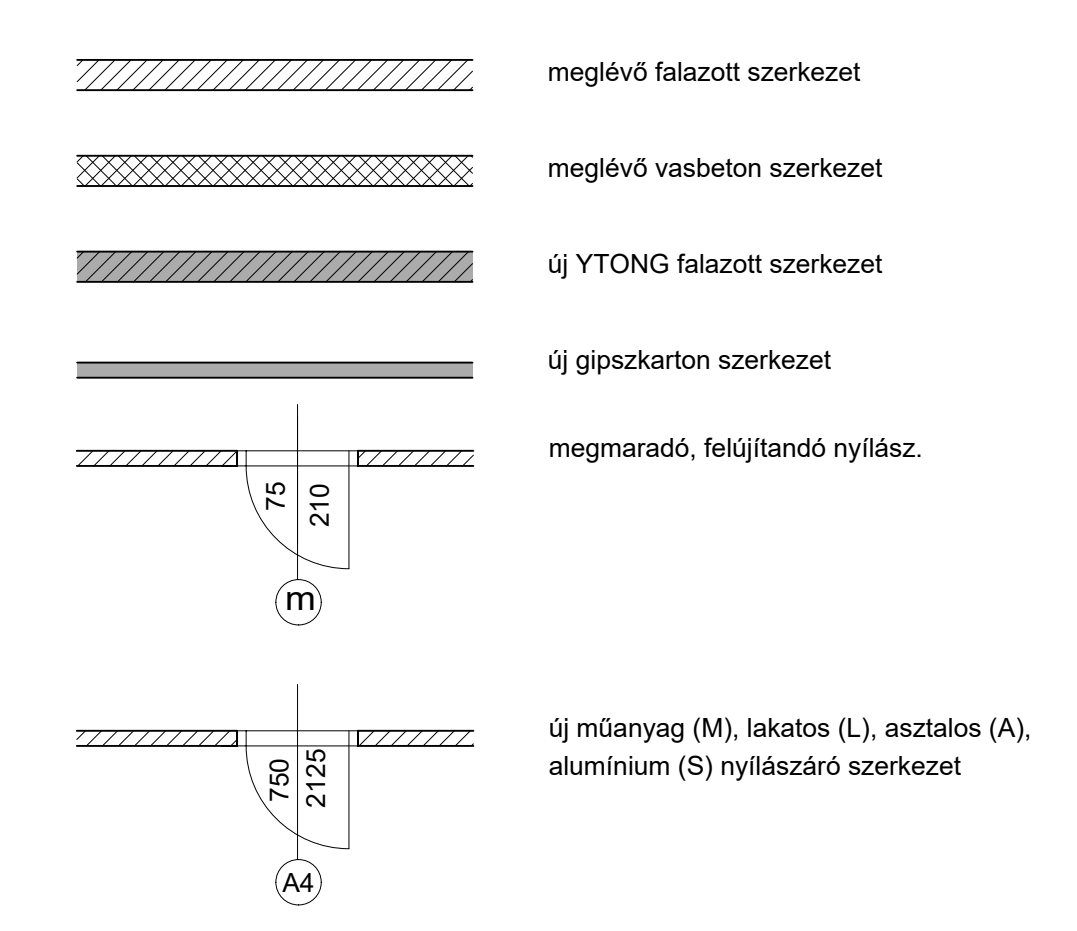 meglévő falazott szerkezet
meglévő vasbeton szerkezet
új YTONG falazott szerkezet
új gipszkarton szerkezet
megmaradó, felújítandó nyílász.
75
210
m
új műanyag (M), lakatos (L), asztalos (A),
alumínium (S) nyílászáró szerkezet
750
2125
A4